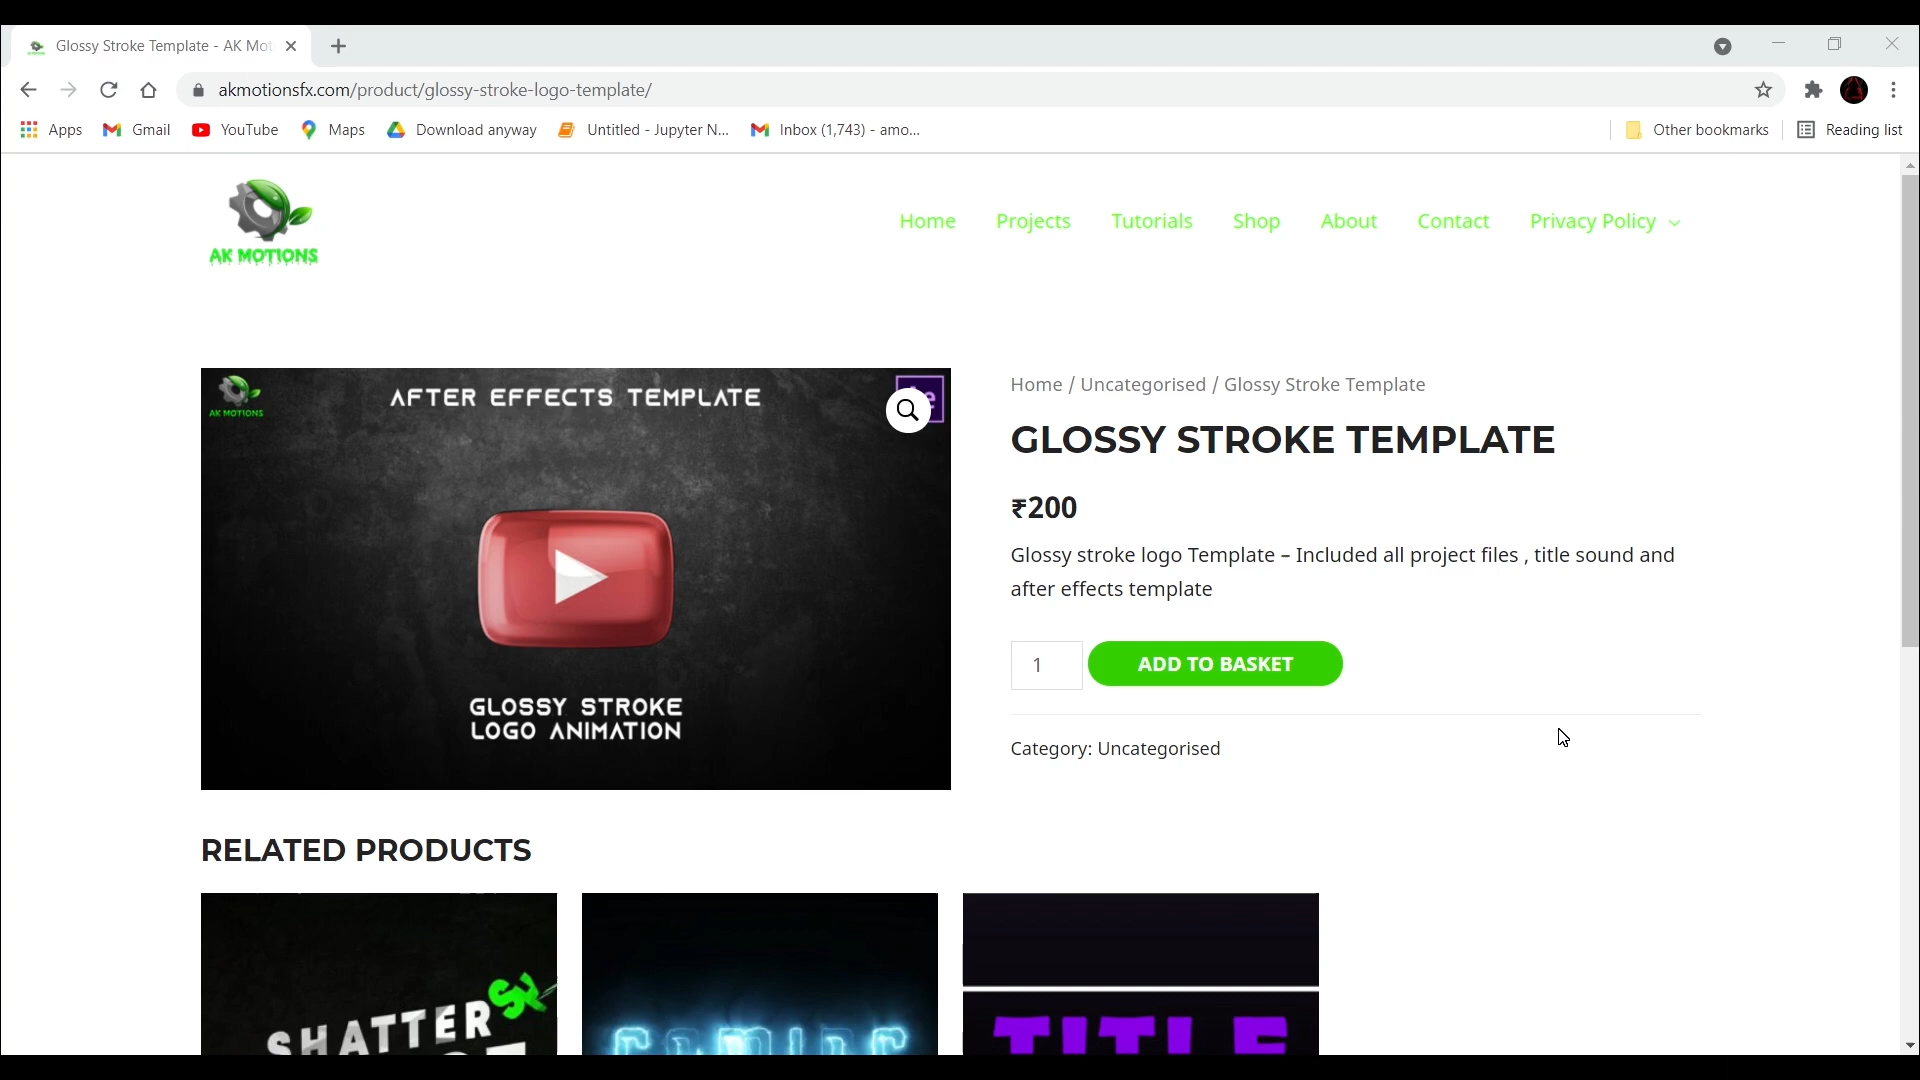 Glossy Stroke Template - AK Mot
akmotionsfx.com/product/glossy-stroke-logo-template/
Apps
Gmail
YouTube
Maps
Download anyway
Untitled - Jupyter N...
Inbox (1,743) - amo...
Other bookmarks
Reading list
AK MOTIONS
Home
Projects
Tutorials
Shop
About
Contact
Privacy Policy
AK MOTIONS
AFTER EFFECTS TEMPLATE
GLOSSY STROKE
LOGO ANIMATION
Home / Uncategorised / Glossy Stroke Template
GLOSSY STROKE TEMPLATE
₹200
Glossy stroke logo Template – Included all project files , title sound and
after effects template
1
ADD TO BASKET
Category: Uncategorised
RELATED PRODUCTS
SHATTER
TITLE